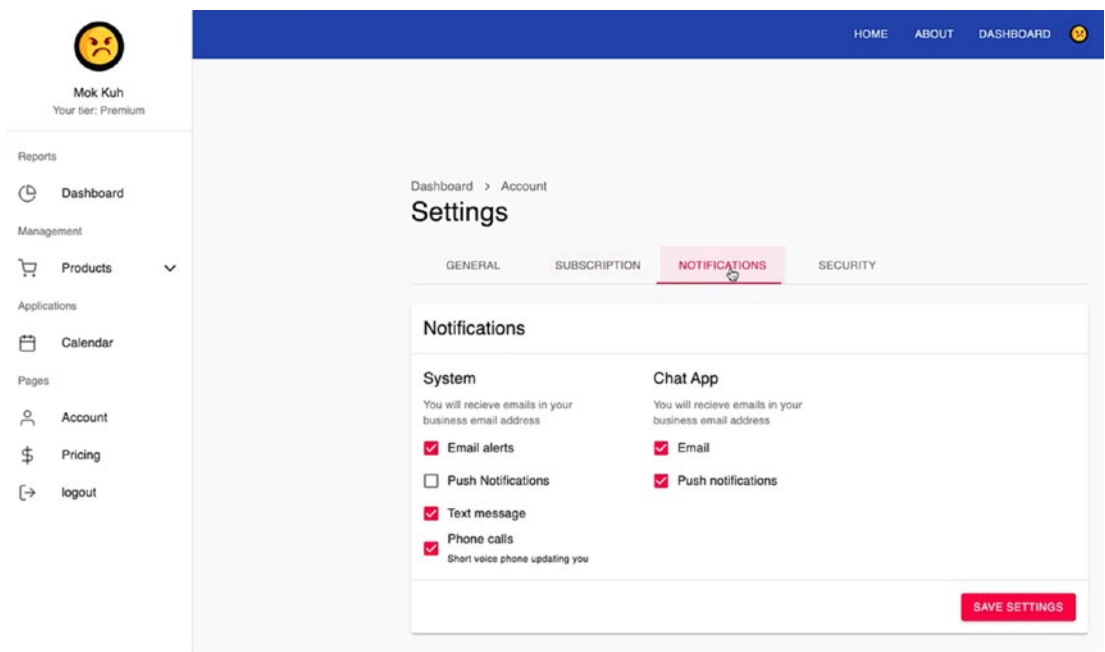 HOME ABOUT DASHBOARD
Mok Kuh
Your tier: Premium
Reports
Dashboard
Management
Products
Applications
Calendar
Pages
Account
Pricing
logout
Dashboard > Account
Settings
GENERAL SUBSCRIPTION NOTIFICATIONS SECURITY
Notifications
System
You will recieve emails in your
business email address
Email alerts
Push Notifications
Text message
Phone calls
Short voice phone updating you
Chat App
You will recieve emails in your
business email address
Email
Push notifications
SAVE SETTINGS